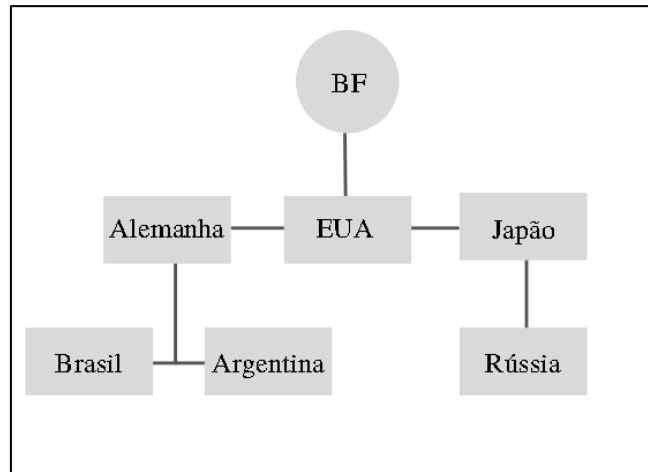 BF
Alemanha
EUA
Japão
Brasil
Argentina
Rússia